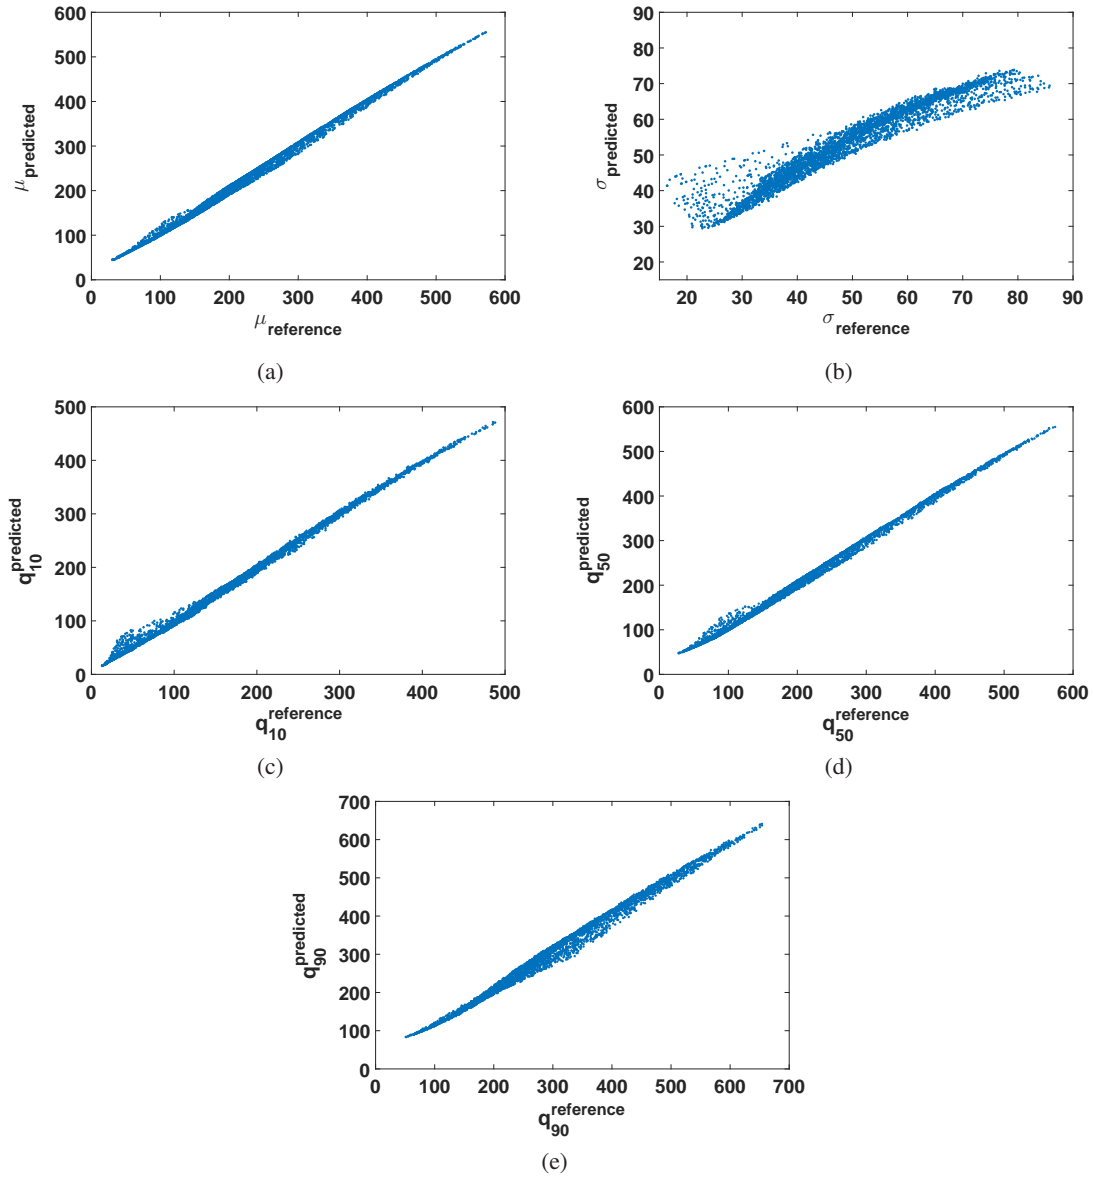 600
500
400
300
200
100
0
μpredicted
0 100 200 300 400 500 600
μreference
(a)
90
80
70
60
50
40
30
20
σpredicted
20 30 40 50 60 70 80 90
σreference
(b)
500
400
300
200
100
0
q10predicted
0 100 200 300 400 500
q10reference
(c)
600
500
400
300
200
100
0
q50predicted
0 100 200 300 400 500 600
q50reference
(d)
700
600
500
400
300
200
100
0
q90predicted
0 100 200 300 400 500 600 700
q90reference
(e)